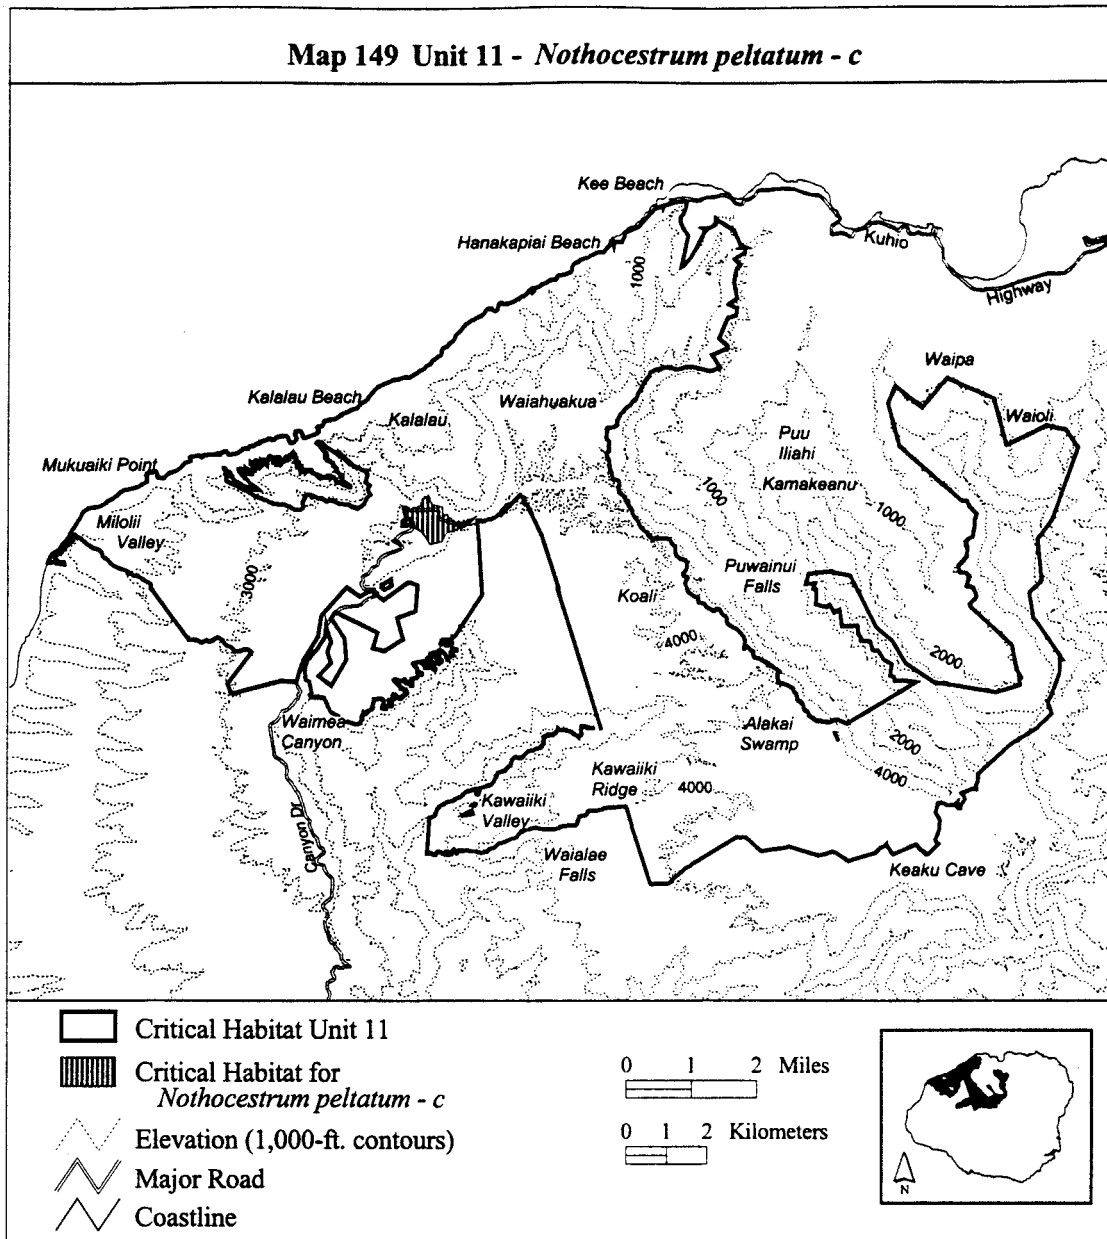 Map 149 Unit 11 - Nothocestrum peltatum - c
Kee Beach
Hanakapiai Beach
Kuhio
Highway
1000
Waipa
Kalalau Beach
Kalalau
Waiahuakua
Waioli
Puu
Iliahi
Mukuaiki Point
Kamakeanu
1000
1000
Milolii
Valley
3000
Puwainui
Falls
Koali
4000
2000
Waimea
Canyon
Alakai
Swamp
2000
4000
Kawaiiki
Ridge
4000
Kawaiiki
Valley
Canyon Dr
Waialae
Falls
Keaku Cave
Critical Habitat Unit 11
Critical Habitat for
Nothocestrum peltatum - c
Elevation (1,000-ft. contours)
Major Road
Coastline
0 1 2 Miles
0 1 2 Kilometers
N